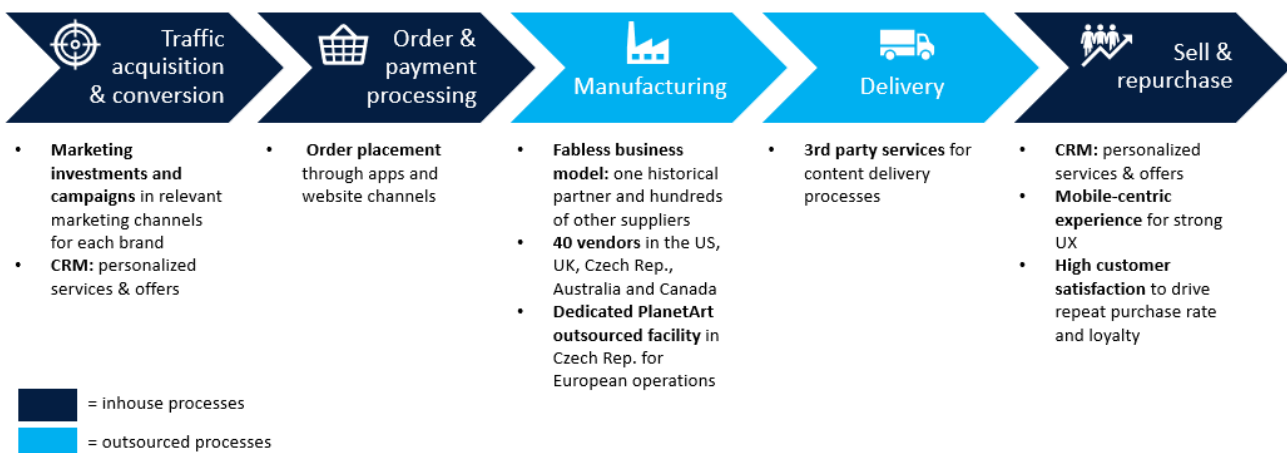 Traffic
acquisition
& conversion
Order &
payment
processing
Manufacturing
Delivery
Sell &
repurchase
• Marketing
investments and
campaigns in relevant
marketing channels
for each brand
• CRM: personalized
services & offers
• Order placement
through apps and
website channels
• Fabless business
model: one historical
partner and hundreds
of other suppliers
• 40 vendors in the US,
UK, Czech Rep.,
Australia and Canada
• Dedicated PlanetArt
outsourced facility in
Czech Rep. for
European operations
• 3rd party services for
content delivery
processes
• CRM: personalized
services & offers
• Mobile-centric
experience for strong
UX
• High customer
satisfaction to drive
repeat purchase rate
and loyalty
= inhouse processes
= outsourced processes